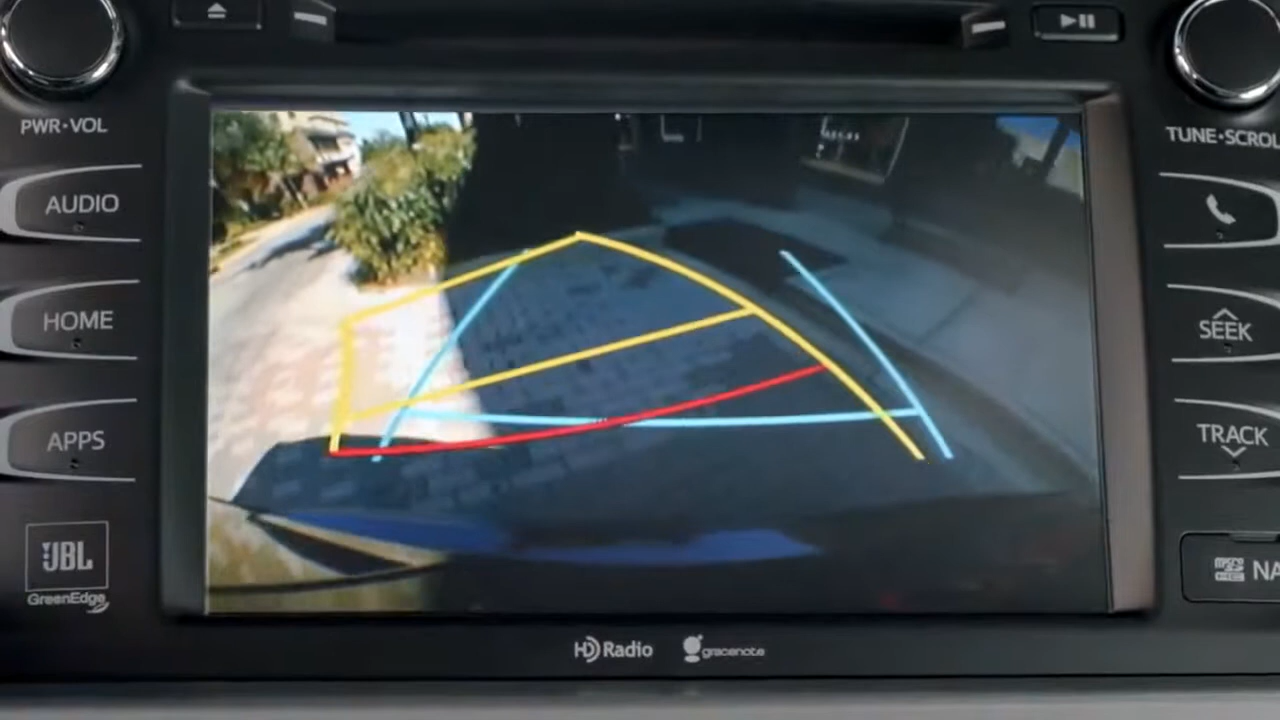 PWR•VOL
AUDIO
HOME
APPS
JBL
GreenEdge
TUNE•SCROL
SEEK
TRACK
NA
HD Radio
gracenote